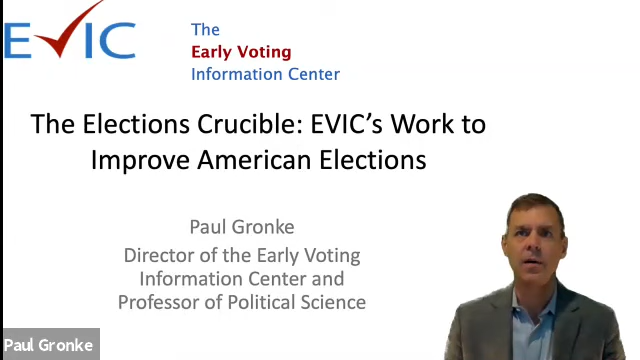 EVIC
The
Early Voting
Information Center
The Elections Crucible: EVIC's Work to
Improve American Elections
Paul Gronke
Director of the Early Voting
Information Center and
Professor of Political Science
Paul Gronke